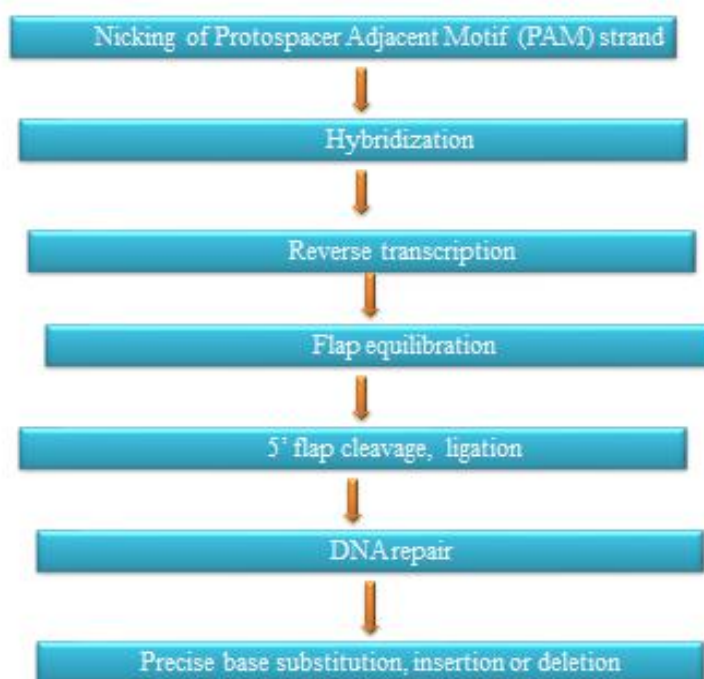 Nicking of Protospacer Adjacent Motif (PAM) strand
Hybridization
Reverse transcription
Flap equilibration
5’ flap cleavage, ligation
DNA repair
Precise base substitution, insertion or deletion